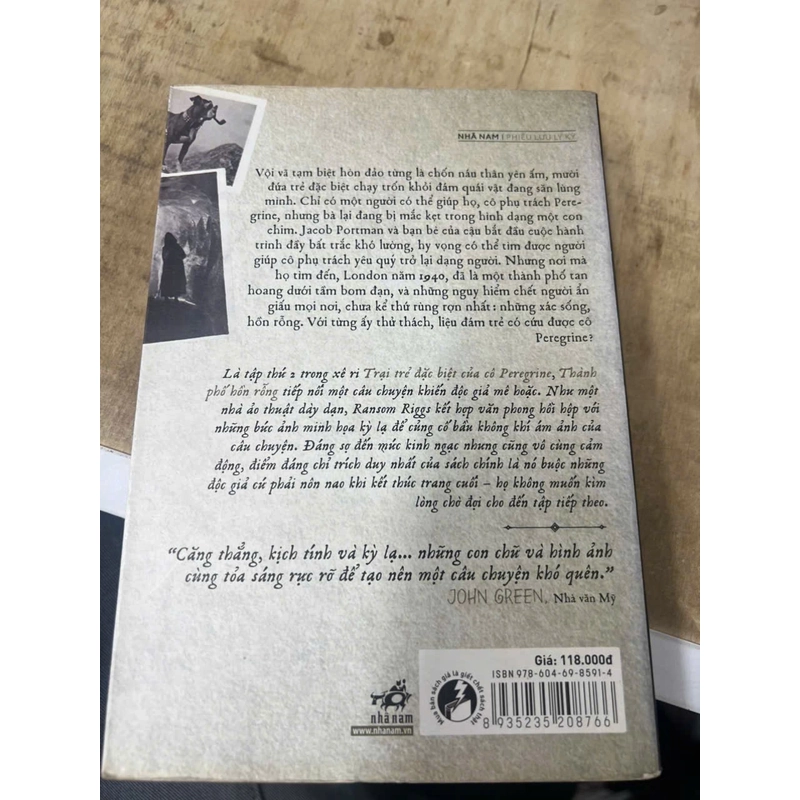 NHÃ NAM | PHIÊU LƯU LÝ KỲ
Vội vã tạm biệt hòn đảo từng là chốn náu thân yên ấm, mười
đứa trẻ đặc biệt chạy trốn khỏi đám quái vật đang săn lùng
mình. Chỉ có một người có thể giúp họ, cô phụ trách Pere-
grine, nhưng bà lại đang bị mắc kẹt trong hình dạng một con
chim. Jacob Portman và bạn bè của cậu bắt đầu cuộc hành
trình đầy bất trắc khó lường, hy vọng có thể tìm được người
giúp cô phụ trách yêu quý trở lại dạng người. Nhưng nơi mà
họ tìm đến, London năm 1940, đã là một thành phố tan
hoang dưới tầm bom đạn, và những nguy hiểm chết người ẩn
giấu mọi nơi, chưa kể thứ rùng rợn nhất: những xác sống,
hồn rỗng. Với từng ấy thử thách, liệu đám trẻ có cứu được cô
Peregrine?
Là tập thứ 2 trong xê ri Trại trẻ đặc biệt của cô Peregrine, Thành
phố hồn rỗng tiếp nối một câu chuyện khiến độc giả mê hoặc. Như một
nhà ảo thuật dày dạn, Ransom Riggs kết hợp văn phong hồi hộp với
những bức ảnh minh họa kỳ lạ để củng cố bầu không khí ám ảnh của
câu chuyện. Đáng sợ đến mức kinh ngạc nhưng cũng vô cùng cảm
động, điểm đáng chỉ trích duy nhất của sách chính là nó buộc những
độc giả cứ phải nôn nao khi kết thúc trang cuối – họ không muốn kìm
lòng chờ đợi cho đến tập tiếp theo.
“Căng thẳng, kịch tính và kỳ lạ... những con chữ và hình ảnh
cùng tỏa sáng rực rỡ để tạo nên một câu chuyện khó quên.”
JOHN GREEN, Nhà văn Mỹ
nhã nam
www.nhanam.vn
Mua bán sách giả là giết chết sách thật
Giá: 118.000đ
ISBN 978-604-69-8591-4
8 935235 208766